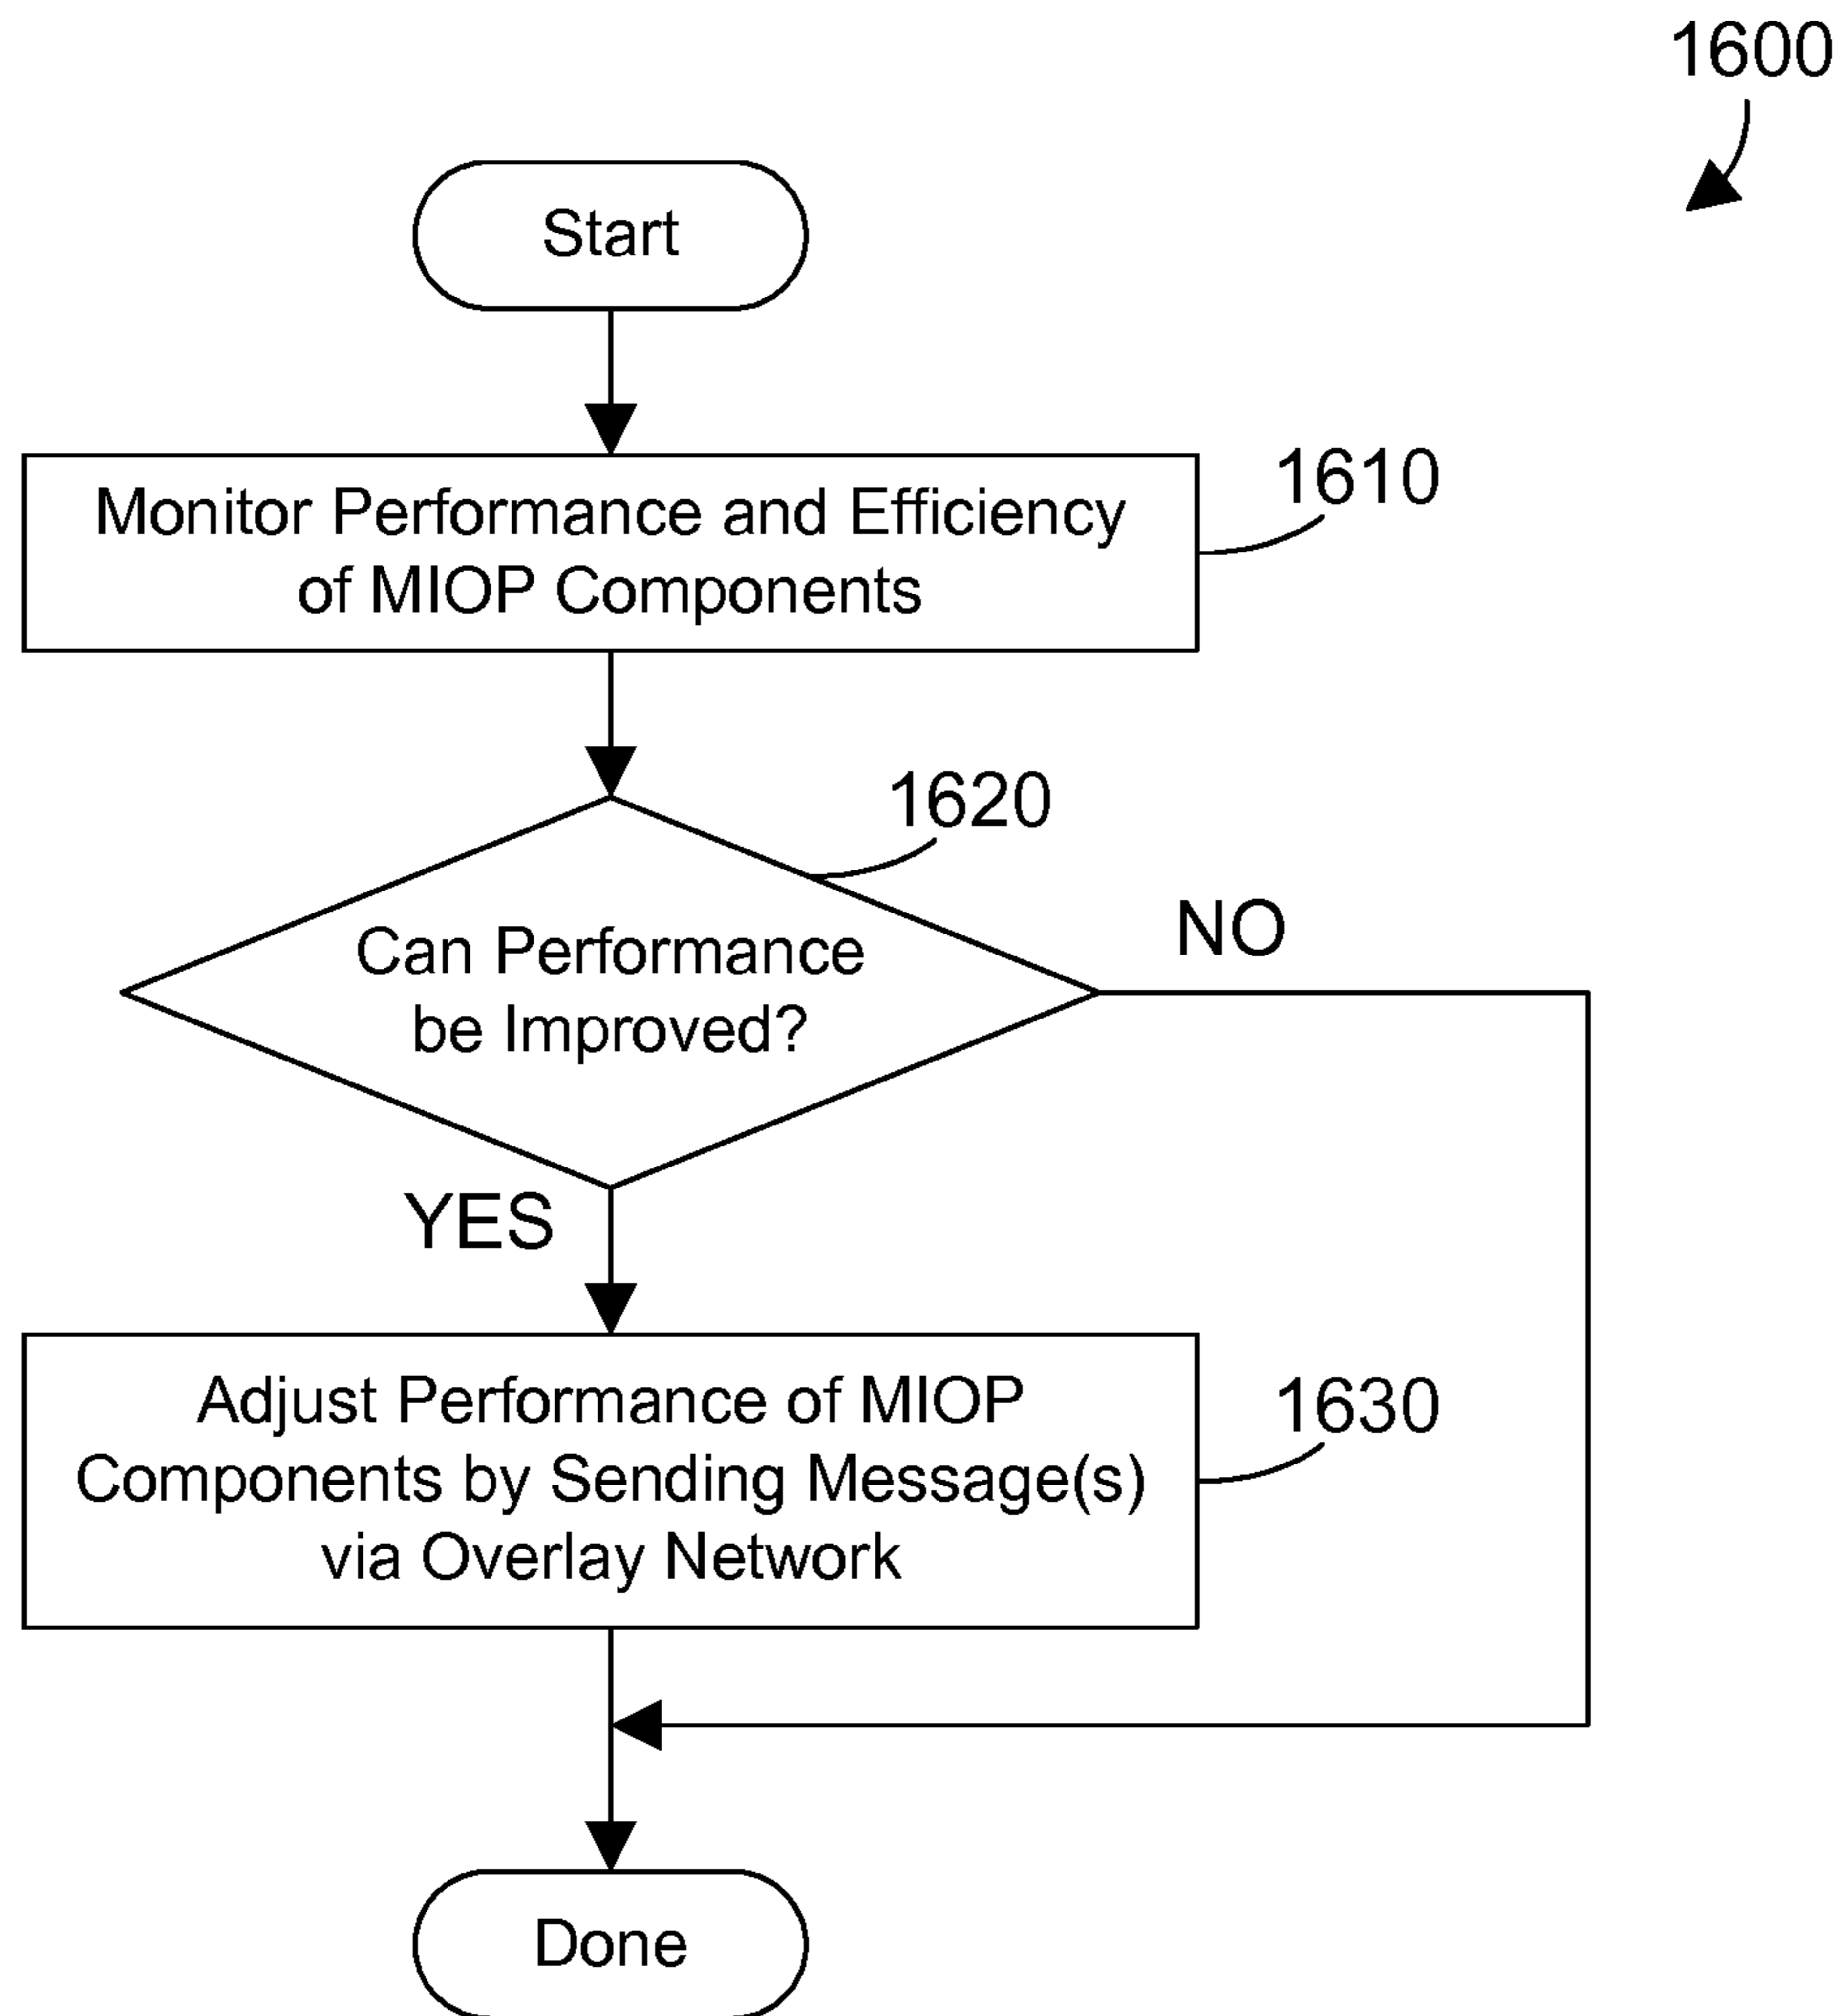 1600
Start
Monitor Performance and Efficiency
of MIOP Components
1610
1620
Can Performance
be Improved?
NO
YES
Adjust Performance of MIOP
Components by Sending Message(s)
via Overlay Network
1630
Done